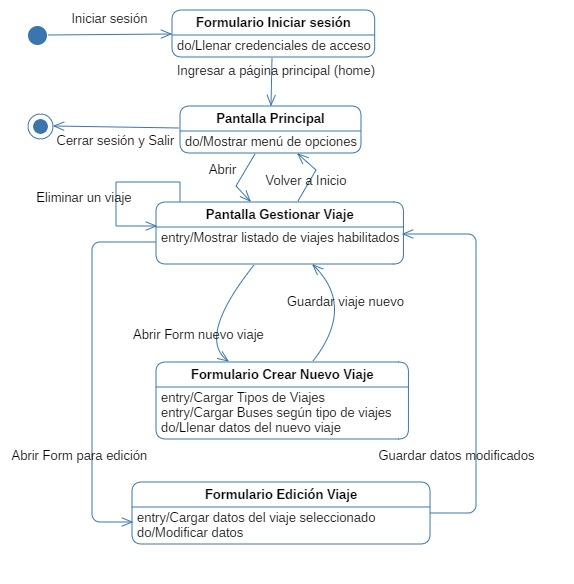 Iniciar sesión
Formulario Iniciar sesión
do/Llenar credenciales de acceso
Ingresar a página principal (home)
Pantalla Principal
do/Mostrar menú de opciones
Cerrar sesión y Salir
Abrir
Volver a Inicio
Eliminar un viaje
Pantalla Gestionar Viaje
entry/Mostrar listado de viajes habilitados
Guardar viaje nuevo
Abrir Form nuevo viaje
Formulario Crear Nuevo Viaje
entry/Cargar Tipos de Viajes
entry/Cargar Buses según tipo de viajes
do/Llenar datos del nuevo viaje
Abrir Form para edición
Guardar datos modificados
Formulario Edición Viaje
entry/Cargar datos del viaje seleccionado
do/Modificar datos